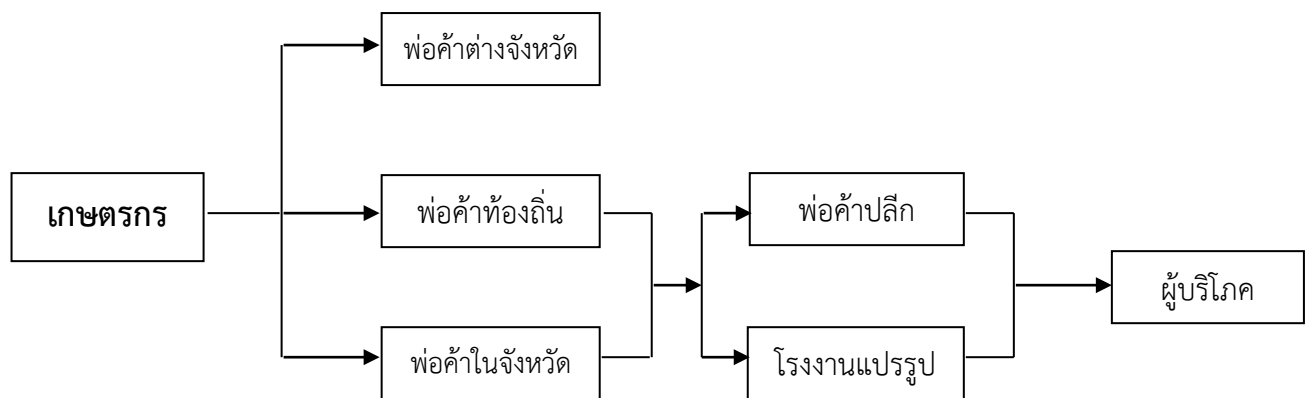 พ่อค้าต่างจังหวัด
เกษตรกร
พ่อค้าท้องถิ่น
พ่อค้าปลีก
ผู้บริโภค
พ่อค้าในจังหวัด
โรงงานแปรรูป